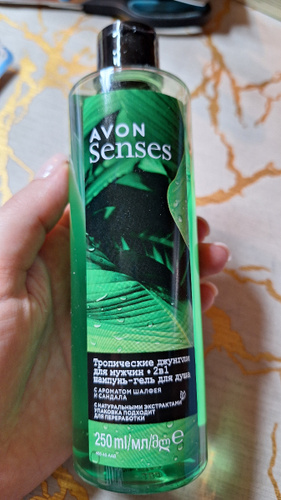 AVON
Senses
Тропические джунгли
для мужчин • 2в1
шампунь-гель для душа
С АРОМАТОМ ШАЛФЕЯ
И САНДАЛА
С НАТУРАЛЬНЫМИ ЭКСТРАКТАМИ
УПАКОВКА ПОДХОДИТ
ДЛЯ ПЕРЕРАБОТКИ
250 ml/мл/მლ e